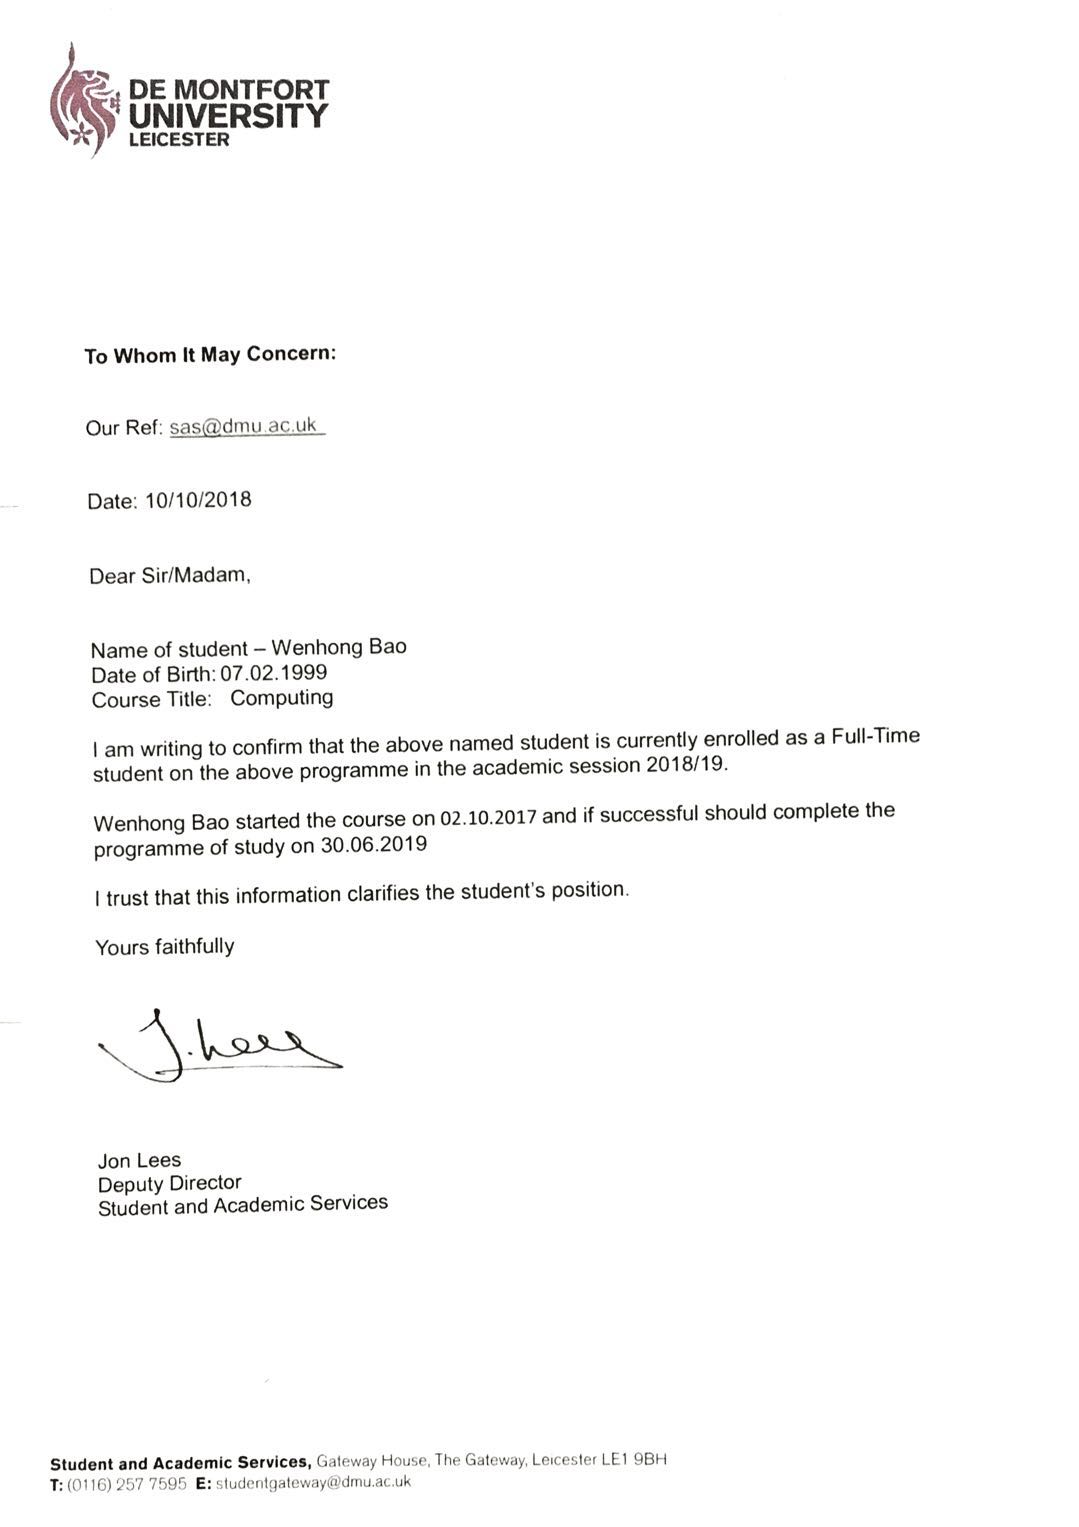 DE MONTFORT
UNIVERSITY
LEICESTER
To Whom It May Concern:
Our Ref: sas@dmu.ac.uk
Date: 10/10/2018
Dear Sir/Madam,
Name of student – Wenhong Bao
Date of Birth: 07.02.1999
Course Title: Computing
I am writing to confirm that the above named student is currently enrolled as a Full-Time
student on the above programme in the academic session 2018/19.
Wenhong Bao started the course on 02.10.2017 and if successful should complete the
programme of study on 30.06.2019
I trust that this information clarifies the student's position.
Yours faithfully
J. Lees
Jon Lees
Deputy Director
Student and Academic Services
Student and Academic Services, Gateway House, The Gateway, Leicester LE1 9BH
T: (0116) 257 7595 E: studentgateway@dmu.ac.uk